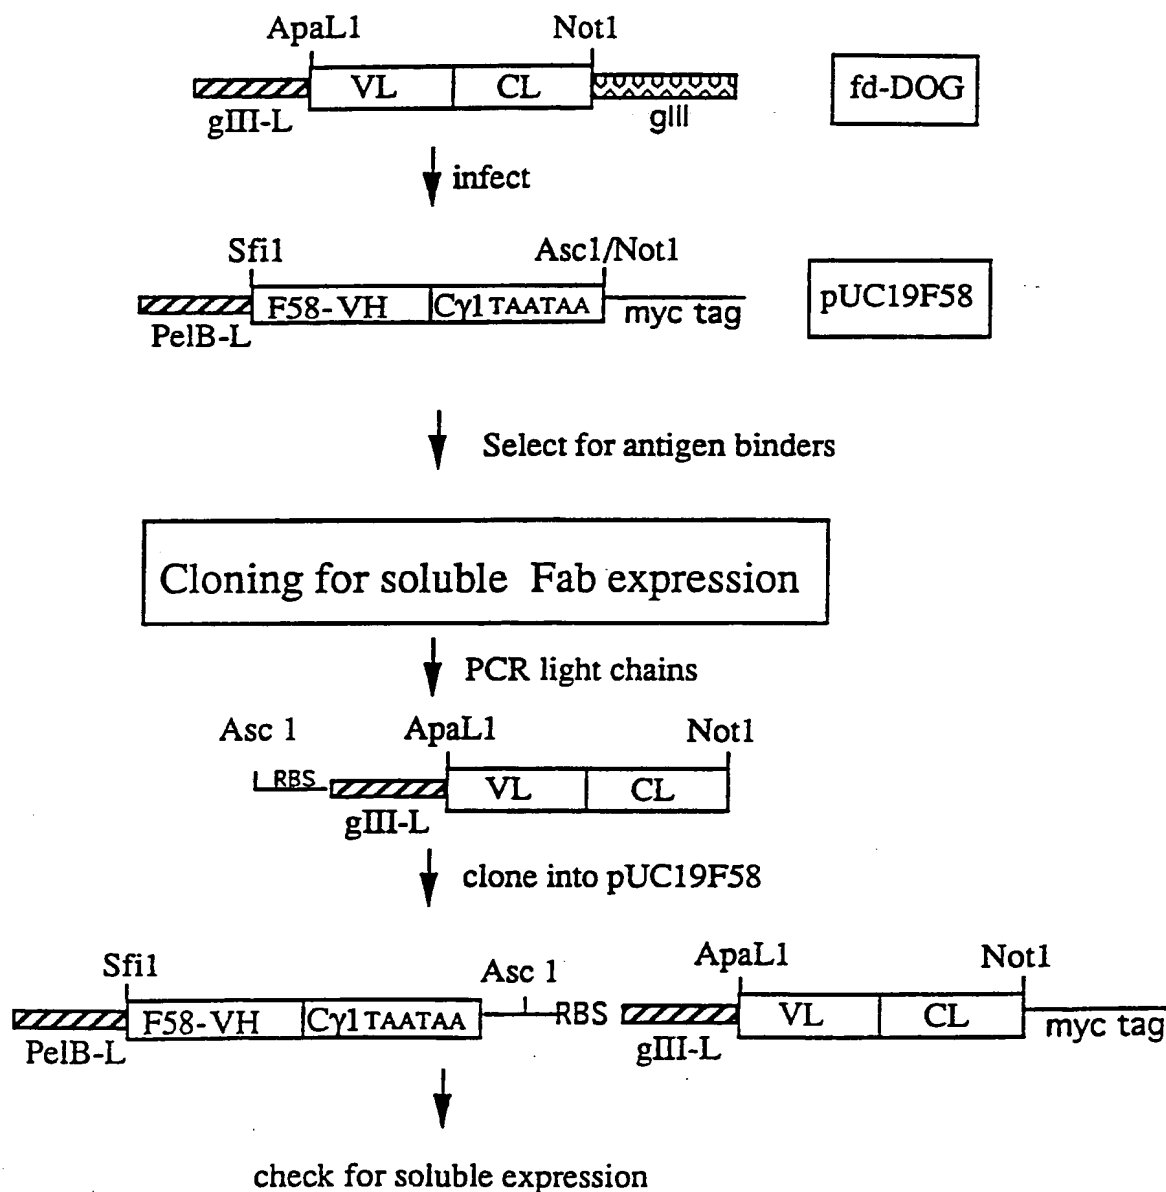 ApaL1 Not1
VL CL fd-DOG
gIII-L gIII
infect
Sfi1 Asc1/Not1
F58-VH Cγ1 TAATAA myc tag pUC19F58
PelB-L
Select for antigen binders
Cloning for soluble Fab expression
PCR light chains
Asc 1 ApaL1 Not1
RBS VL CL
gIII-L
clone into pUC19F58
Sfi1 Asc 1 ApaL1 Not1
F58-VH Cγ1 TAATAA RBS VL CL myc tag
PelB-L gIII-L
check for soluble expression